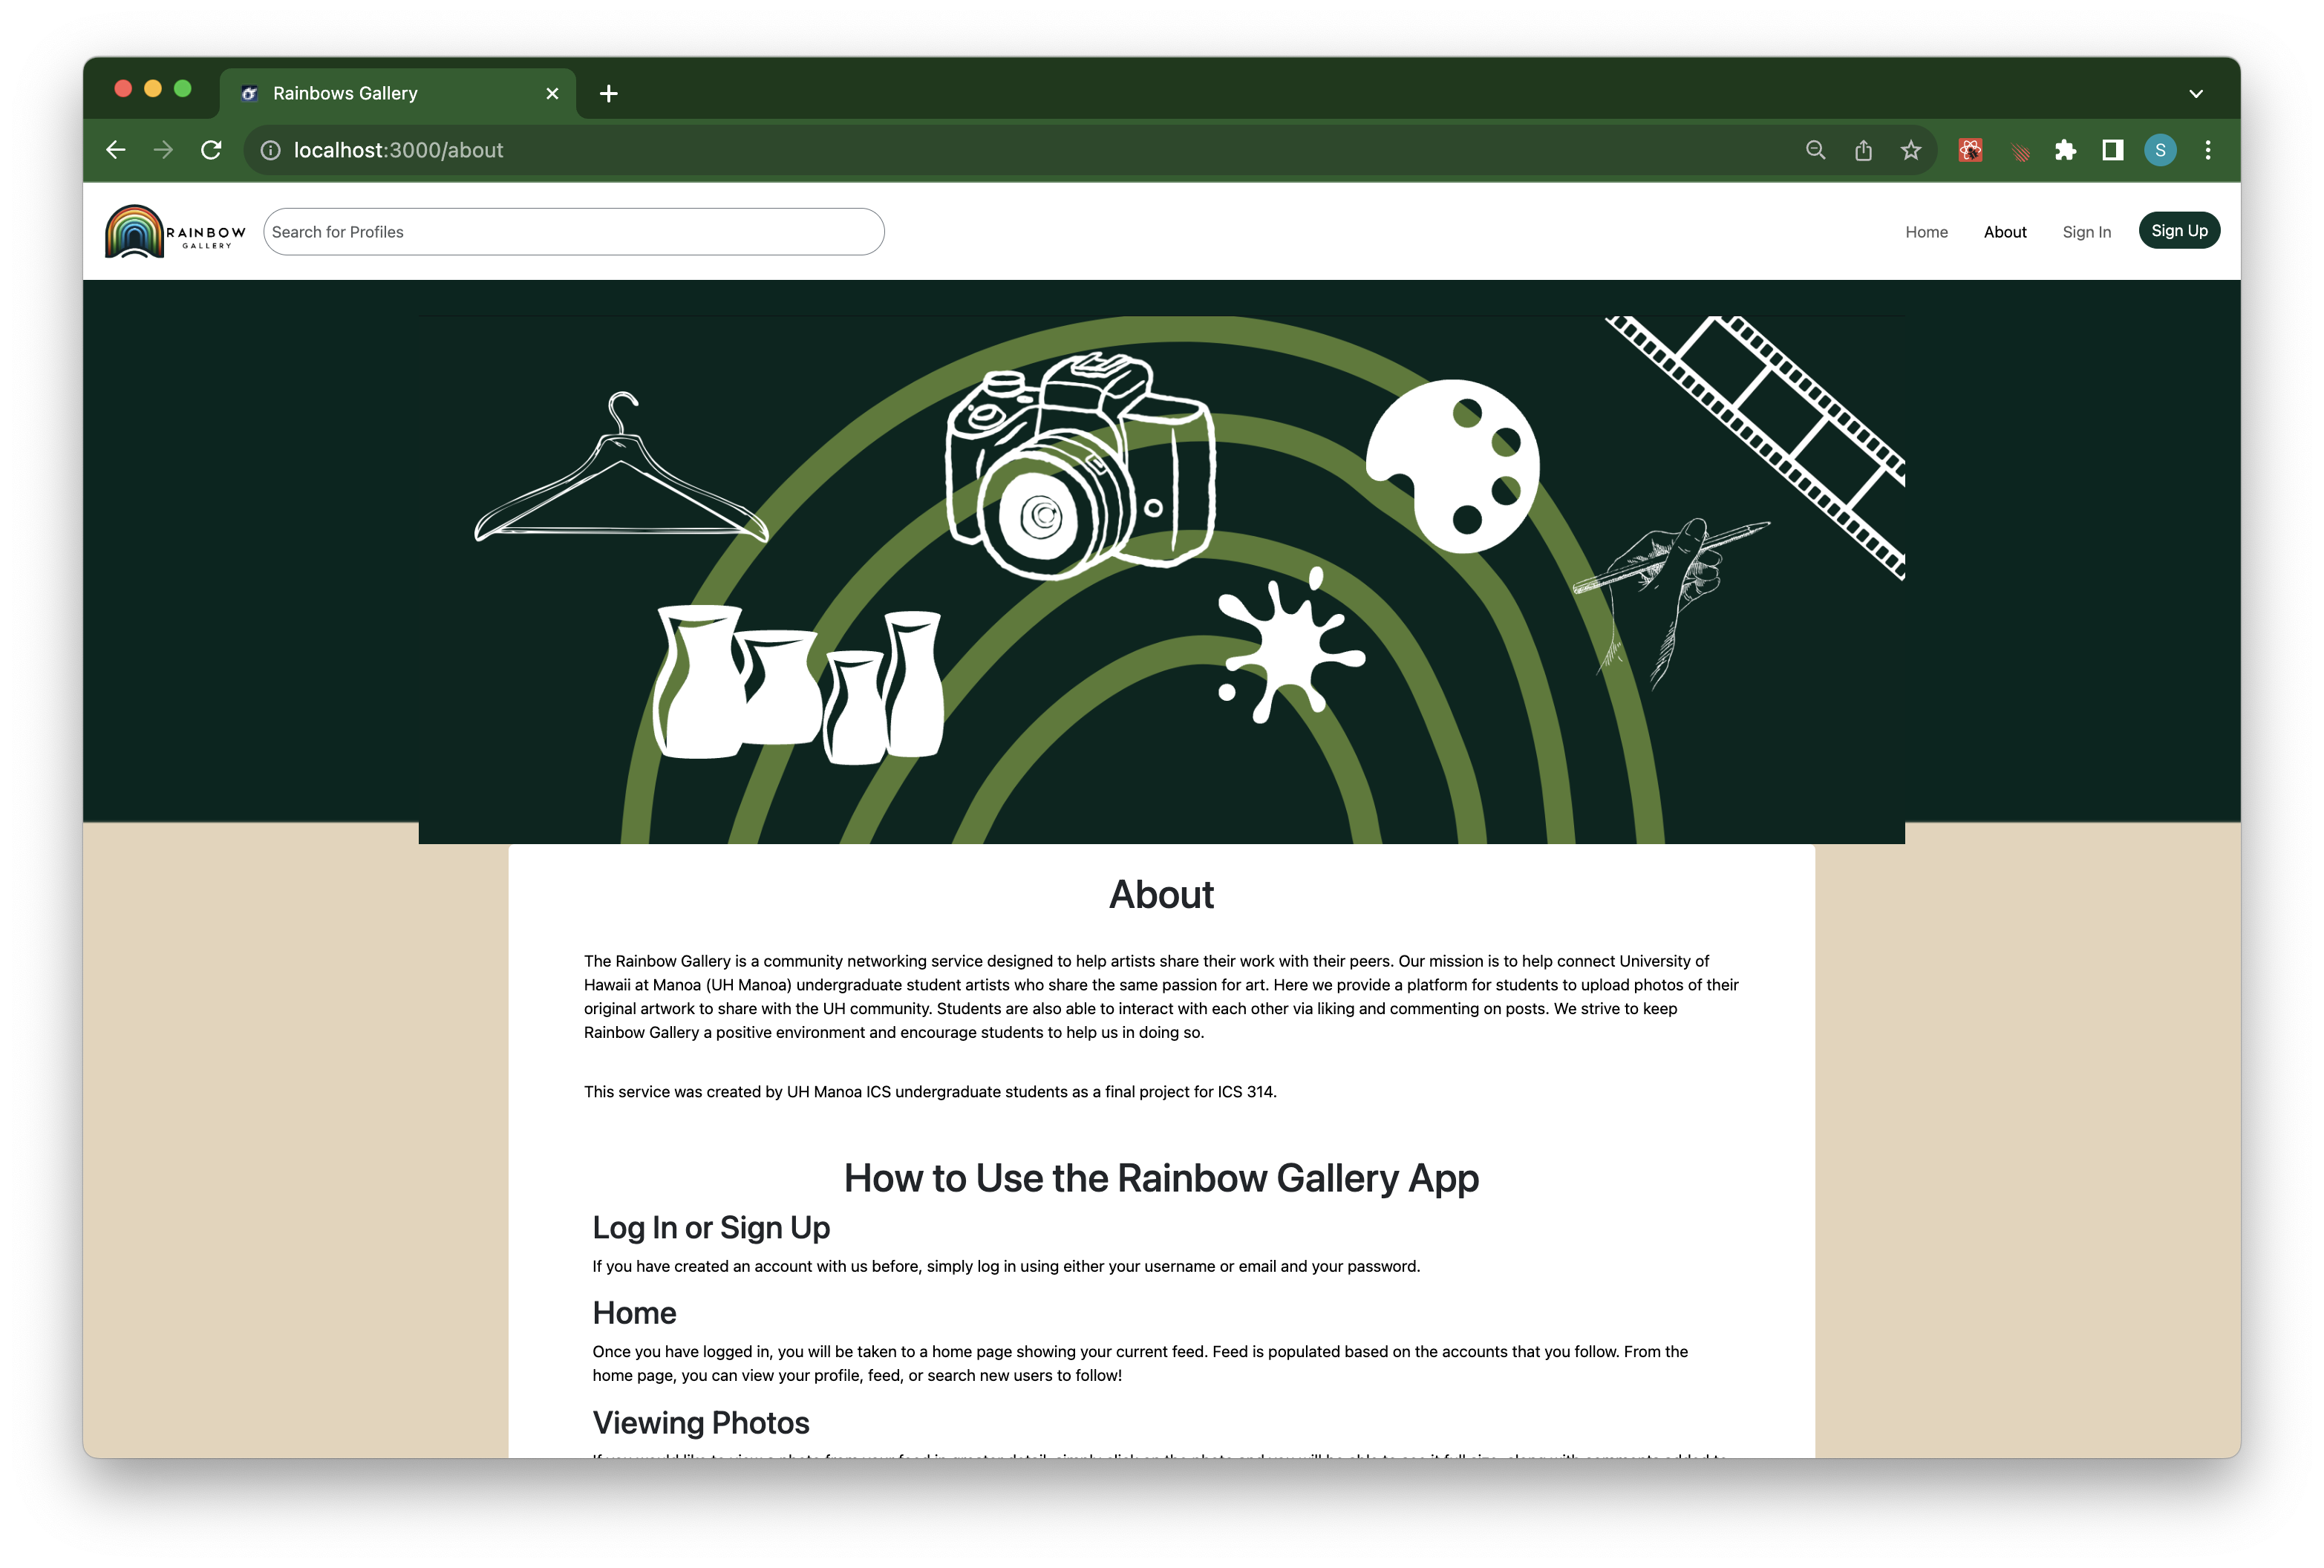 Rainbows Gallery
localhost:3000/about
S
RAINBOW
GALLERY
Search for Profiles
Home
About
Sign In
Sign Up
About
The Rainbow Gallery is a community networking service designed to help artists share their work with their peers. Our mission is to help connect University of
Hawaii at Manoa (UH Manoa) undergraduate student artists who share the same passion for art. Here we provide a platform for students to upload photos of their
original artwork to share with the UH community. Students are also able to interact with each other via liking and commenting on posts. We strive to keep
Rainbow Gallery a positive environment and encourage students to help us in doing so.
This service was created by UH Manoa ICS undergraduate students as a final project for ICS 314.
How to Use the Rainbow Gallery App
Log In or Sign Up
If you have created an account with us before, simply log in using either your username or email and your password.
Home
Once you have logged in, you will be taken to a home page showing your current feed. Feed is populated based on the accounts that you follow. From the
home page, you can view your profile, feed, or search new users to follow!
Viewing Photos